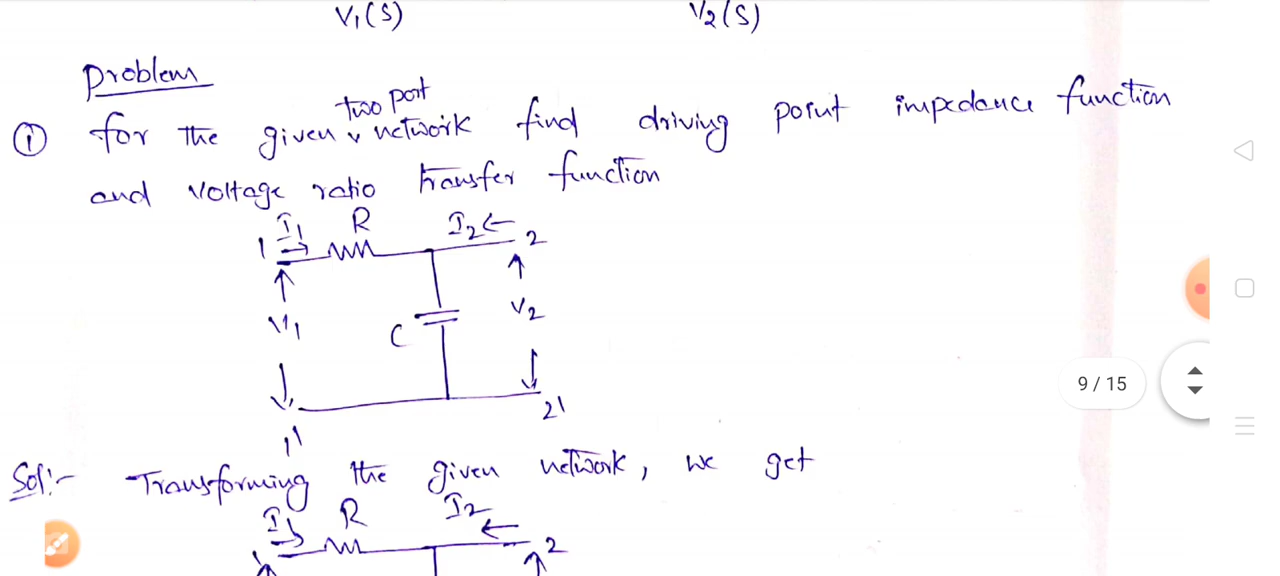 V₁(S) V₂(S)
Problem
① for the given two port network find driving point impedance function
and voltage ratio transfer function
I₁ R I₂ ←
1 2
V₁ C V₂
1' 2'
9 / 15
Sol:- Transforming the given network, we get
I₁ R I₂
1 2